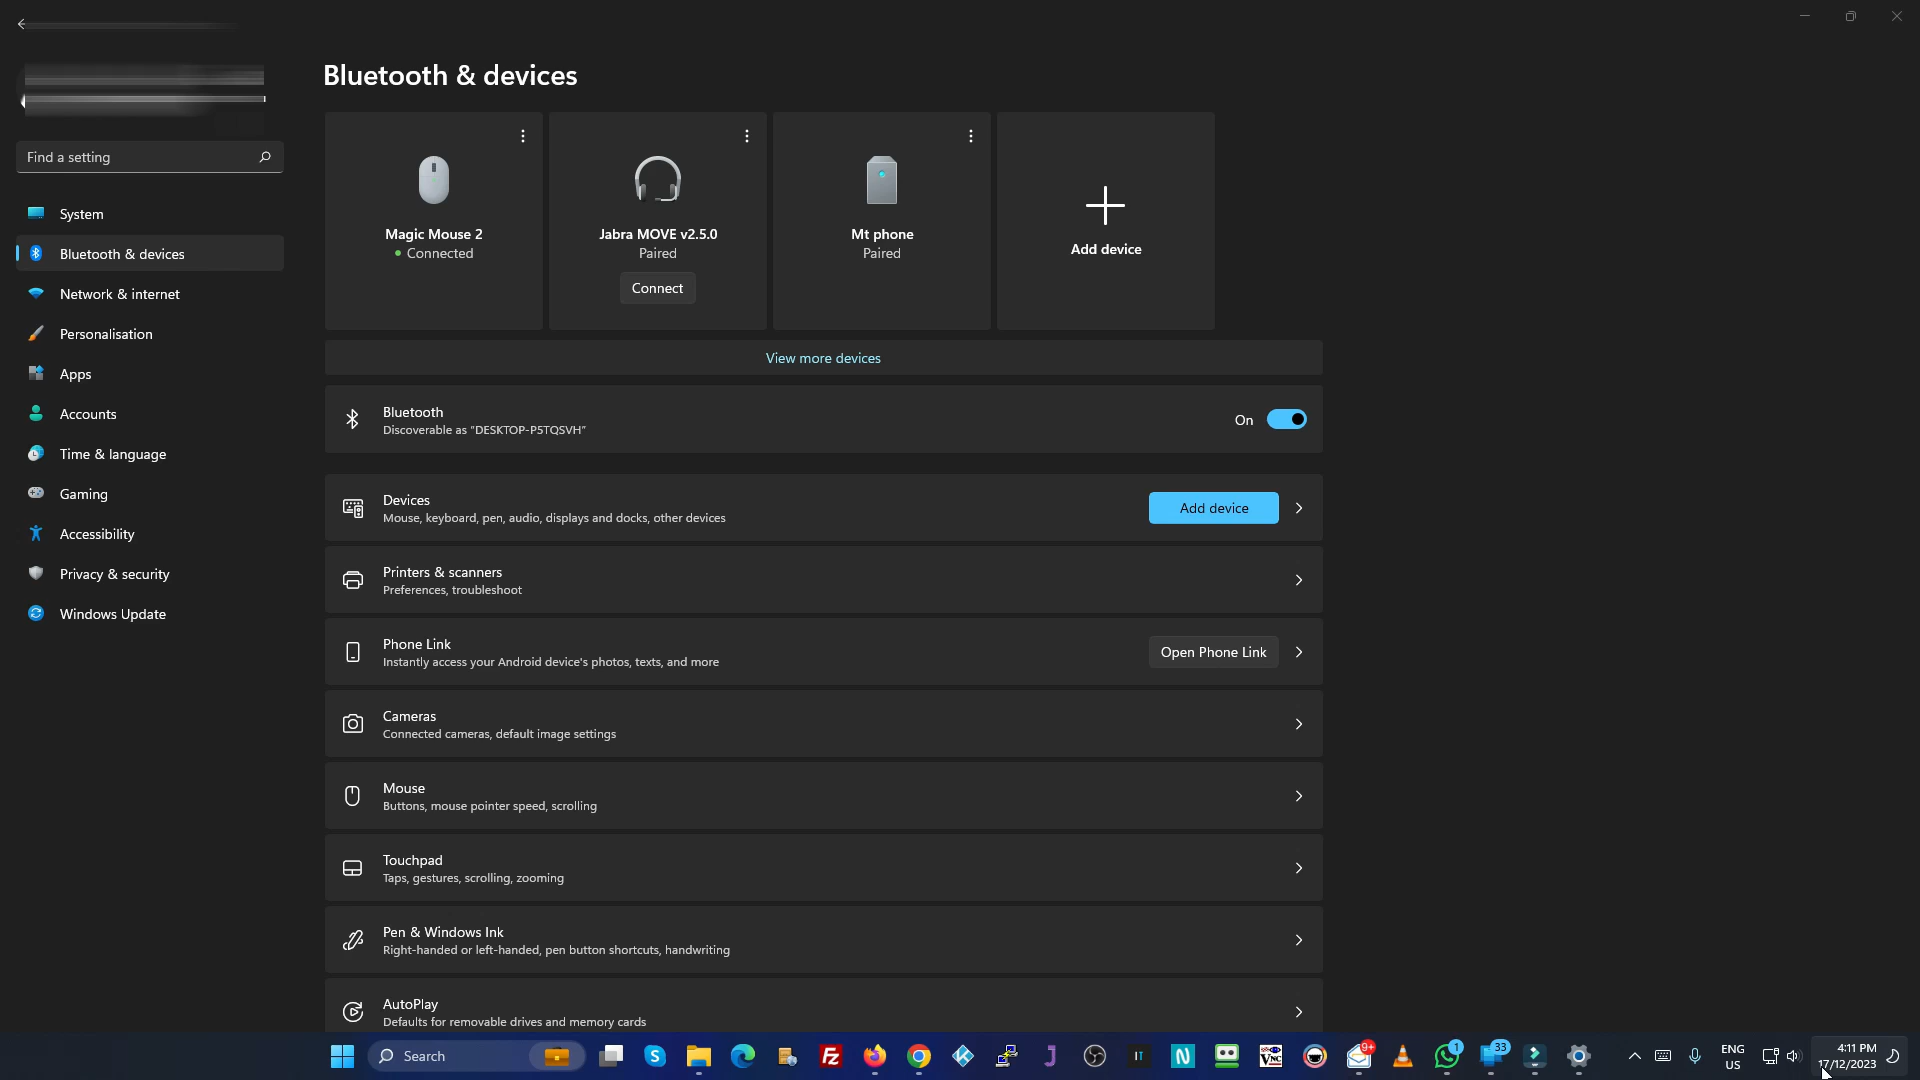 Bluetooth & devices
Find a setting
System
Bluetooth & devices
Network & internet
Personalisation
Apps
Accounts
Time & language
Gaming
Accessibility
Privacy & security
Windows Update
Magic Mouse 2
Connected
Jabra MOVE v2.5.0
Paired
Connect
Mt phone
Paired
Add device
View more devices
Bluetooth
Discoverable as "DESKTOP-P5TQSVH"
On
Devices
Mouse, keyboard, pen, audio, displays and docks, other devices
Add device
Printers & scanners
Preferences, troubleshoot
Phone Link
Instantly access your Android device's photos, texts, and more
Open Phone Link
Cameras
Connected cameras, default image settings
Mouse
Buttons, mouse pointer speed, scrolling
Touchpad
Taps, gestures, scrolling, zooming
Pen & Windows Ink
Right-handed or left-handed, pen button shortcuts, handwriting
AutoPlay
Defaults for removable drives and memory cards
Search
9+
1
33
ENG
US
4:11 PM
17/12/2023